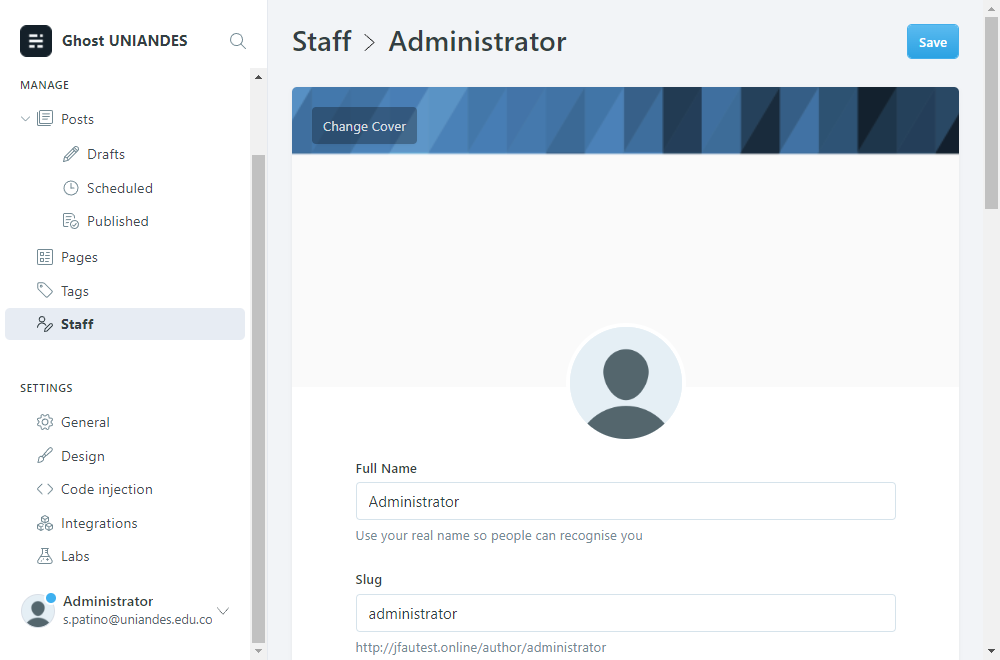 Ghost UNIANDES
MANAGE
Posts
Drafts
Scheduled
Published
Pages
Tags
Staff
SETTINGS
General
Design
Code injection
Integrations
Labs
Administrator
s.patino@uniandes.edu.co
Staff > Administrator
Save
Change Cover
Full Name
Administrator
Use your real name so people can recognise you
Slug
administrator
http://jfautest.online/author/administrator